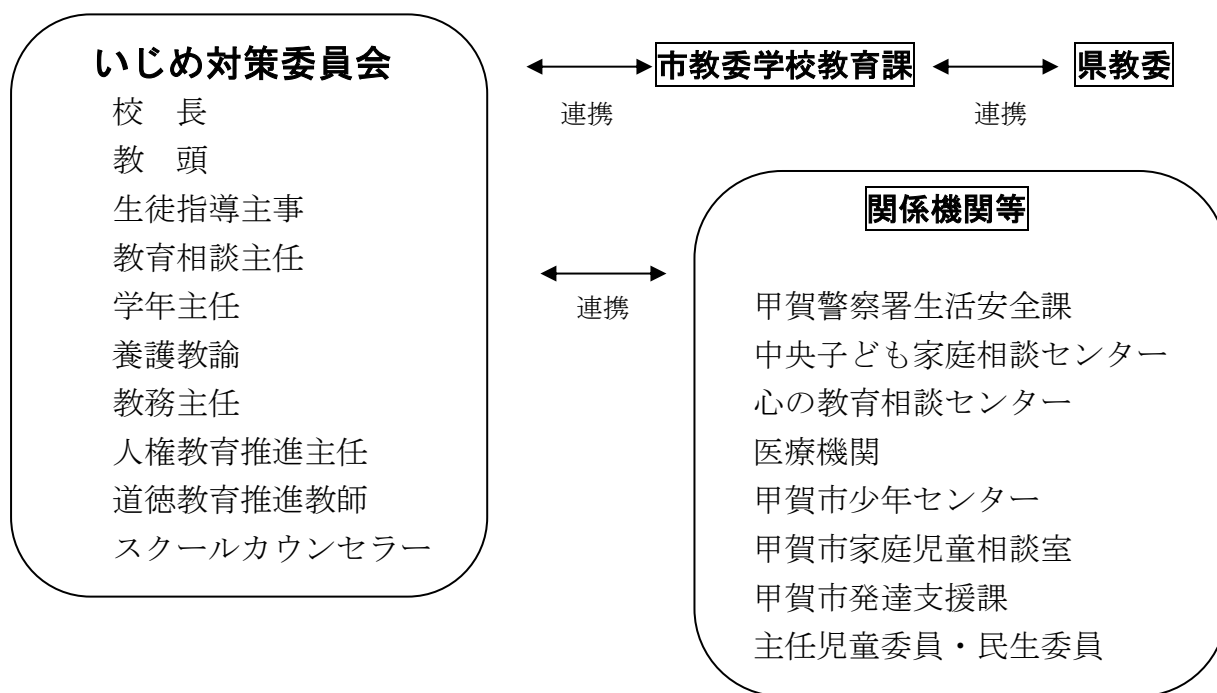 いじめ対策委員会
校　長
教　頭
生徒指導主事
教育相談主任
学年主任
養護教諭
教務主任
人権教育推進主任
道徳教育推進教師
スクールカウンセラー
市教委学校教育課
県教委
連携
連携
連携
関係機関等
甲賀警察署生活安全課
中央子ども家庭相談センター
心の教育相談センター
医療機関
甲賀市少年センター
甲賀市家庭児童相談室
甲賀市発達支援課
主任児童委員・民生委員